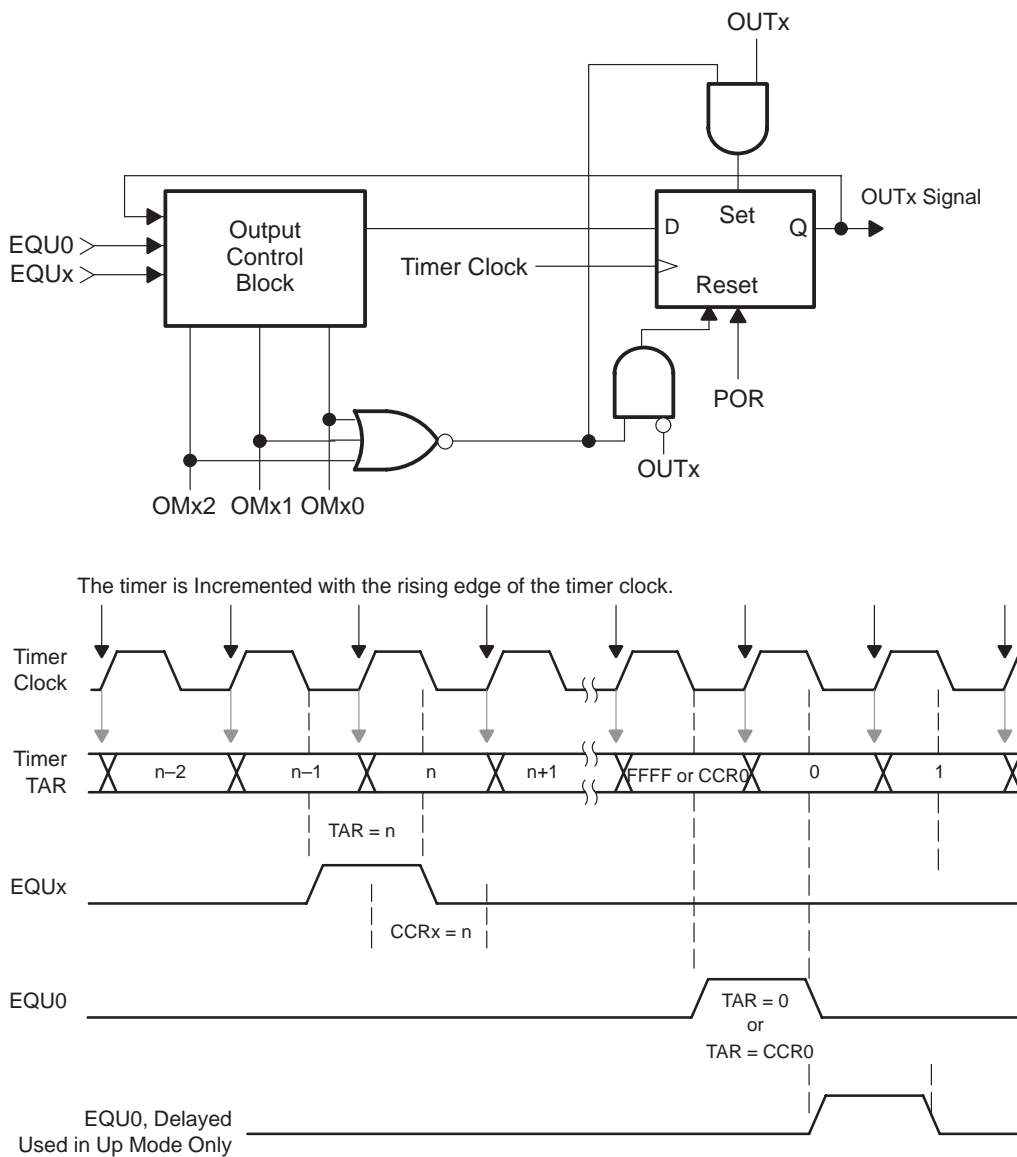 OUTx
OUTx Signal
EQU0
EQUx
Output
Control
Block
Timer Clock
D
Set
Q
Reset
POR
OUTx
OMx2 OMx1 OMx0
The timer is Incremented with the rising edge of the timer clock.
Timer
Clock
Timer
TAR
n–2
n–1
n
n+1
FFFF or CCR0
0
1
TAR = n
EQUx
CCRx = n
EQU0
TAR = 0
or
TAR = CCR0
EQU0, Delayed
Used in Up Mode Only